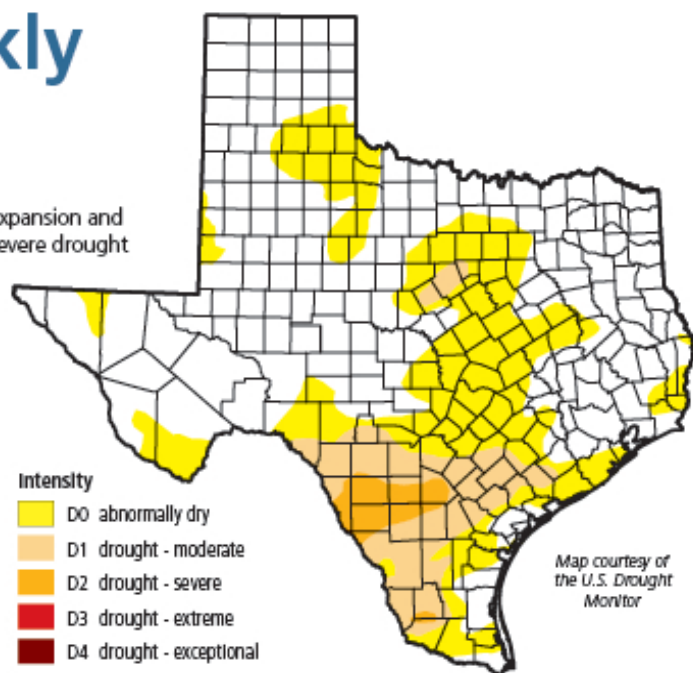 kly
xpansion and
evere drought
Intensity
D0 abnormally dry
D1 drought - moderate
D2 drought - severe
D3 drought - extreme
D4 drought - exceptional
Map courtesy of
the U.S. Drought
Monitor